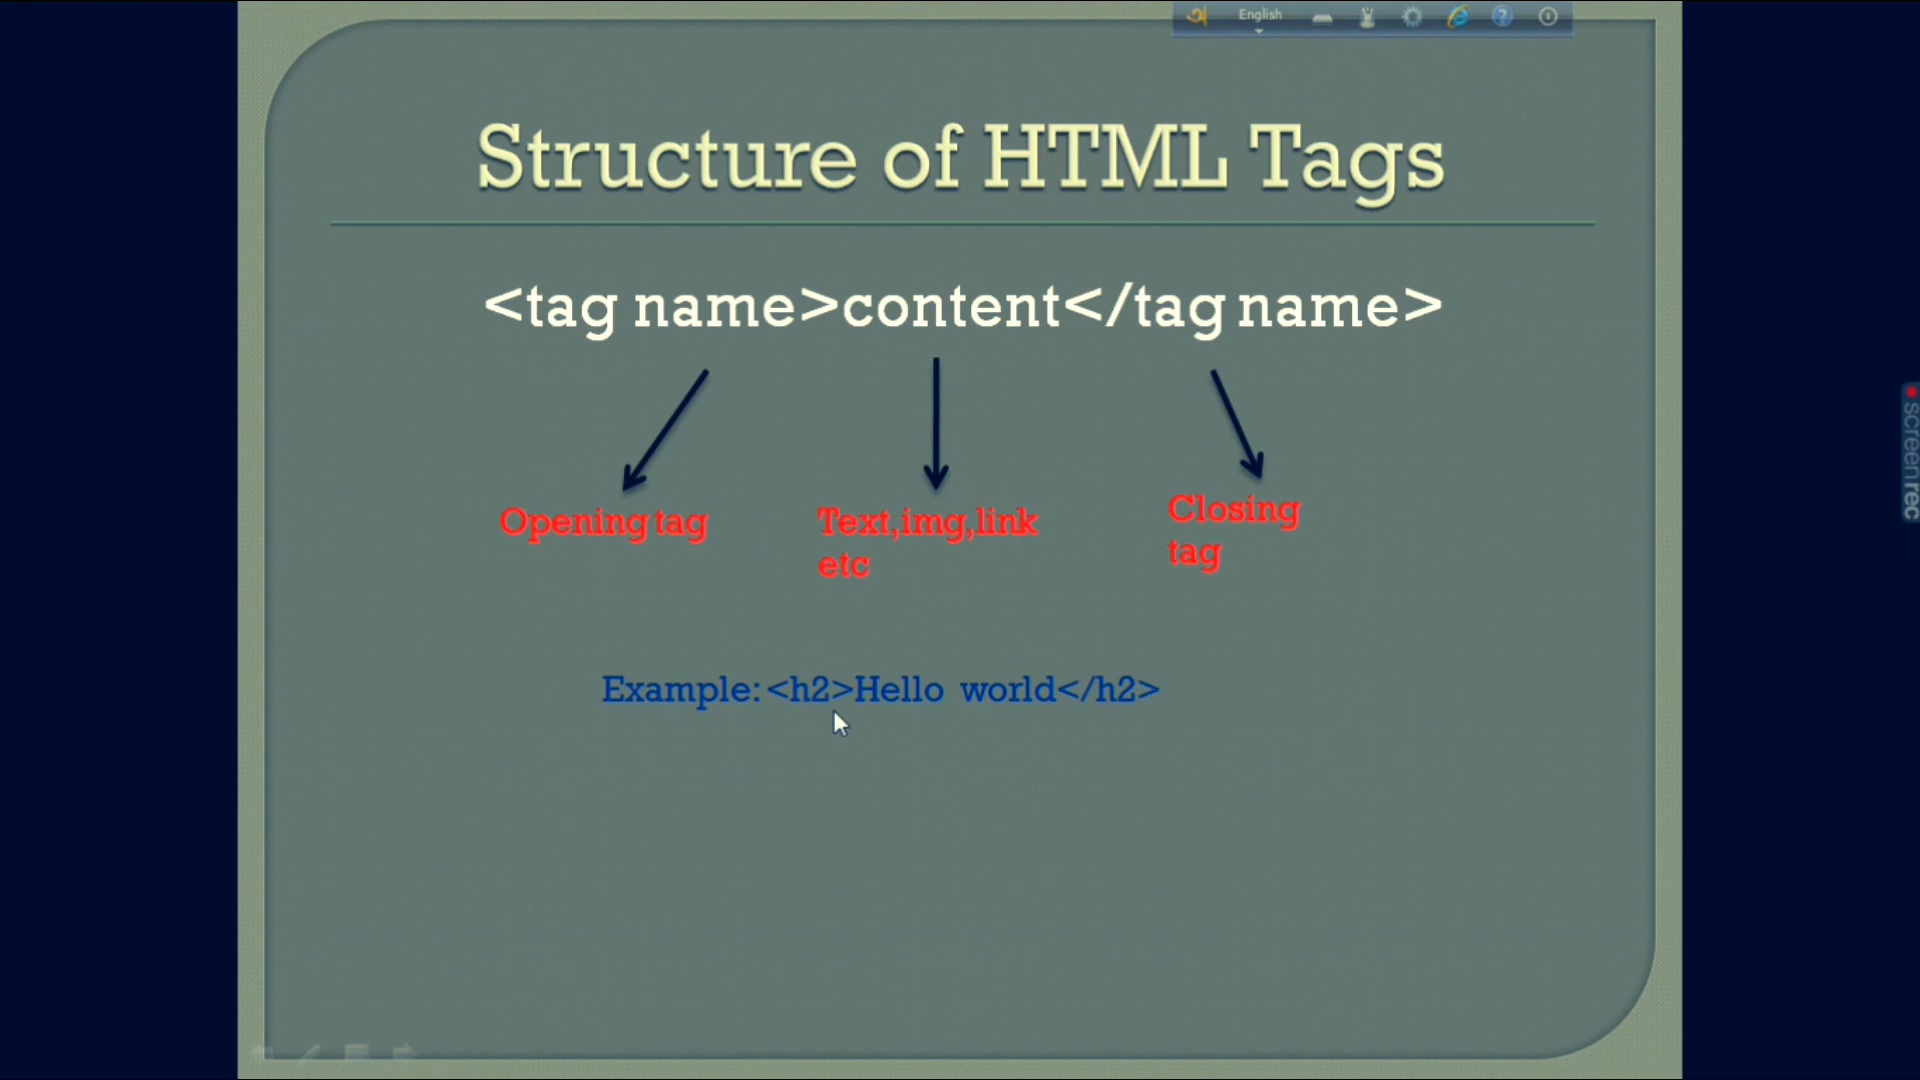 অ English
Structure of HTML Tags
<tag name>content</tag name>
Opening tag
Text,img,link
etc
Closing
tag
Example: <h2>Hello world</h2>
screenrec